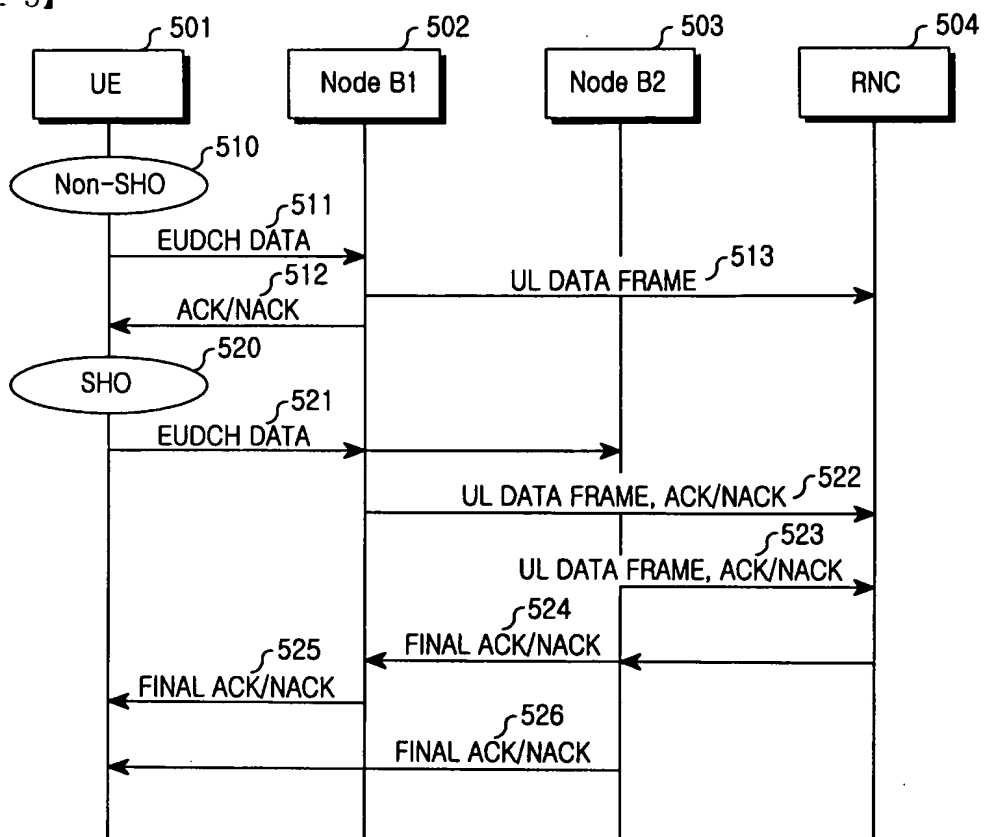 501
502
503
504
UE
Node B1
Node B2
RNC
510
Non-SHO
511
EUDCH DATA
512
513
UL DATA FRAME
ACK/NACK
520
SHO
521
EUDCH DATA
522
UL DATA FRAME, ACK/NACK
523
UL DATA FRAME, ACK/NACK
524
FINAL ACK/NACK
525
FINAL ACK/NACK
526
FINAL ACK/NACK